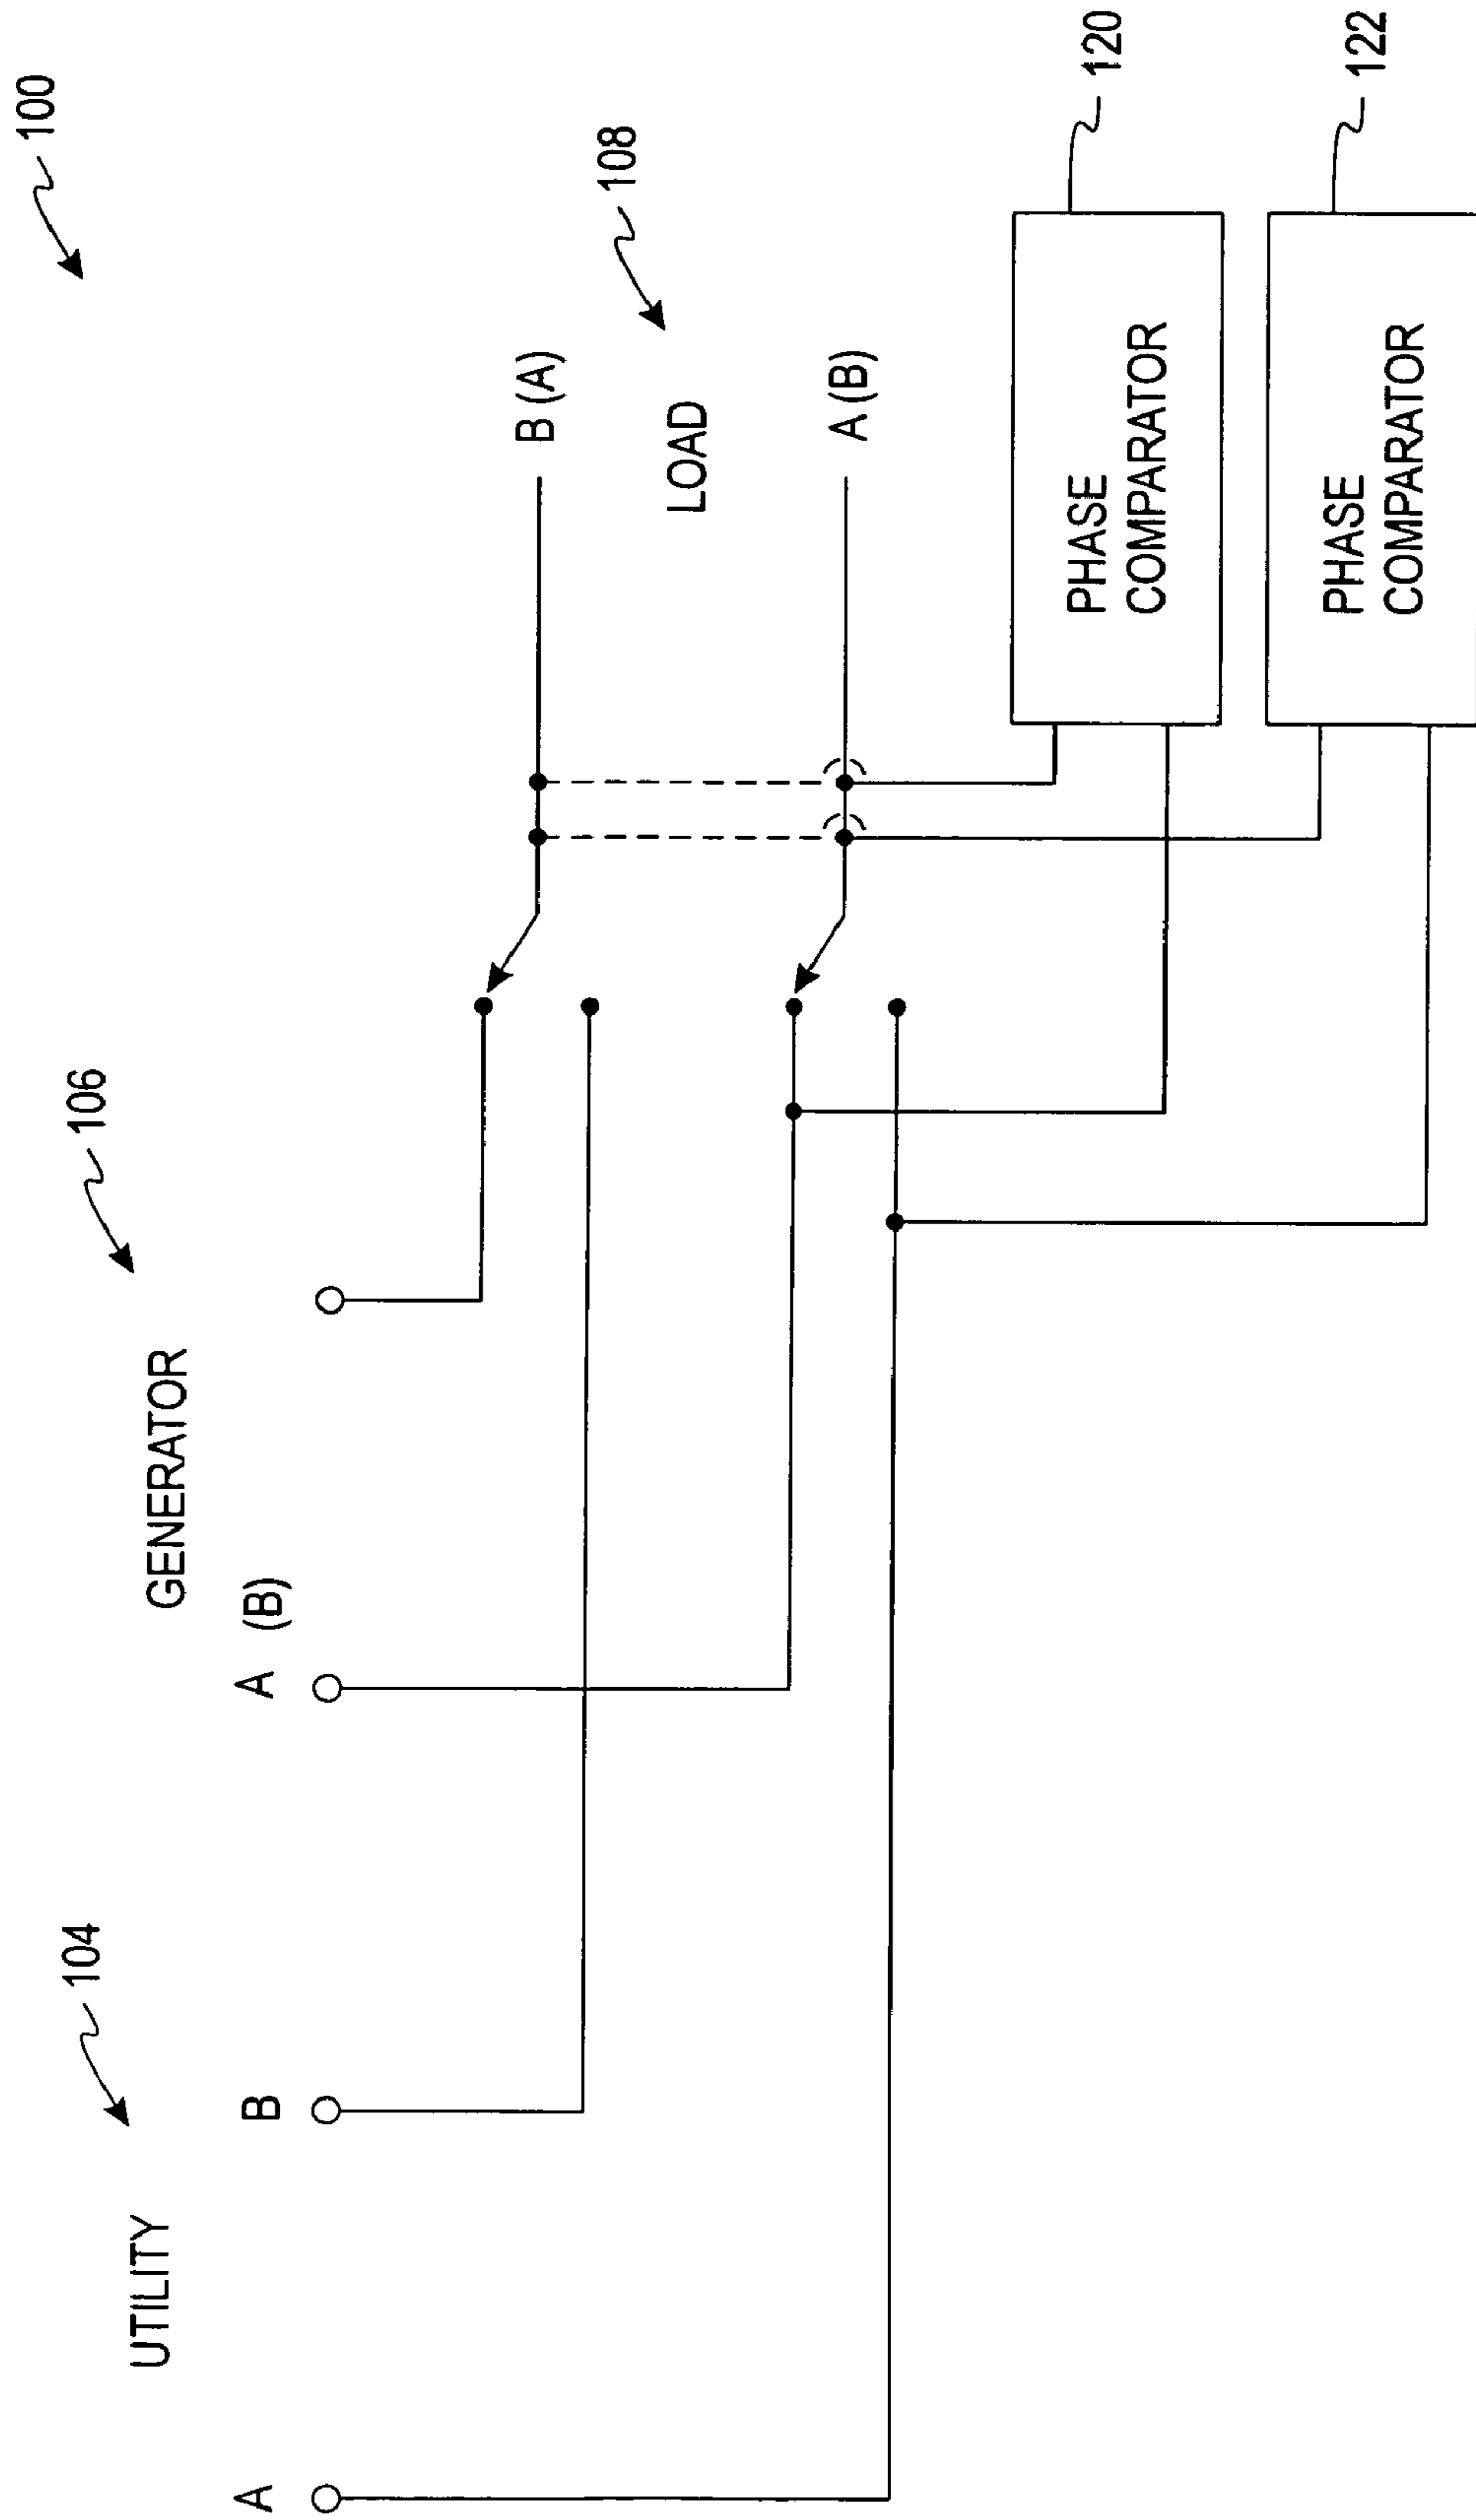 100
104
106
UTILITY
GENERATOR
A
B
A (B)
108
B (A)
LOAD
A (B)
PHASE
COMPARATOR
120
PHASE
COMPARATOR
122